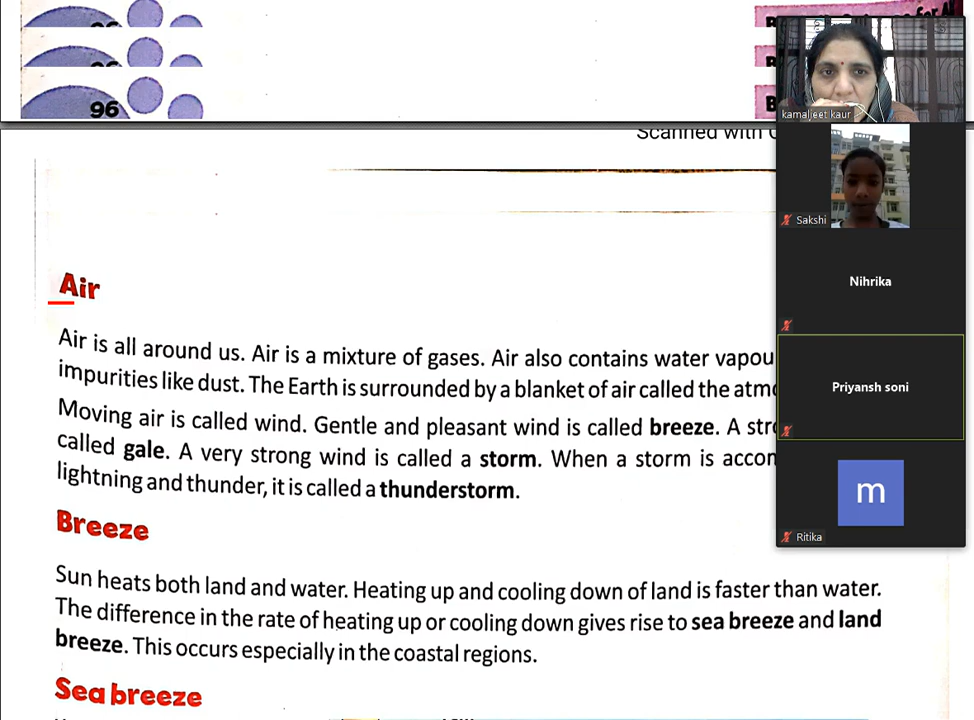 96
96
96
B
Scanned with
kamaljeet kaur
Sakshi
Nihrika
Priyansh soni
m
Ritika
Air
Air is all around us. Air is a mixture of gases. Air also contains water vapou
impurities like dust. The Earth is surrounded by a blanket of air called the atm
Moving air is called wind. Gentle and pleasant wind is called breeze. A str
called gale. A very strong wind is called a storm. When a storm is accom
lightning and thunder, it is called a thunderstorm.
Breeze
Sun heats both land and water. Heating up and cooling down of land is faster than water.
The difference in the rate of heating up or cooling down gives rise to sea breeze and land
breeze. This occurs especially in the coastal regions.
Sea breeze